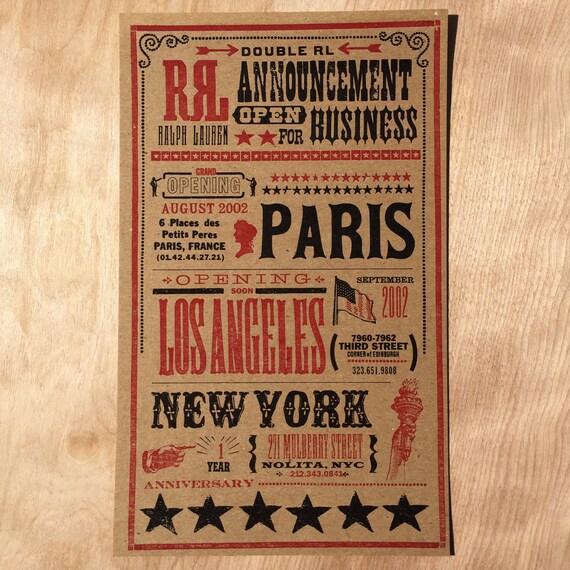 DOUBLE RL
RRL
RALPH LAUREN
ANNOUNCEMENT
OPEN
FOR BUSINESS
GRAND
OPENING
AUGUST 2002
6 Places des
Petits Peres
PARIS, FRANCE
(01.42.44.27.21)
PARIS
OPENING
SOON
LOS ANGELES
SEPTEMBER
2002
7960-7962
THIRD STREET
CORNER of EDINBURGH
323.651.9808
NEW YORK
1
YEAR
271 MULBERRY STREET
NOLITA, NYC
212.343.0841
ANNIVERSARY